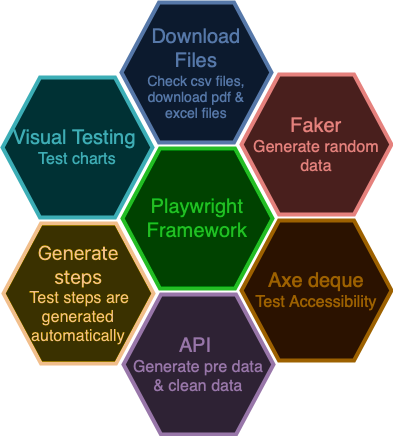 Download
Files
Check csv files,
download pdf &
excel files
Visual Testing
Test charts
Faker
Generate random
data
Playwright
Framework
Generate
steps
Test steps are
generated
automatically
Axe deque
Test Accessibility
API
Generate pre data
& clean data